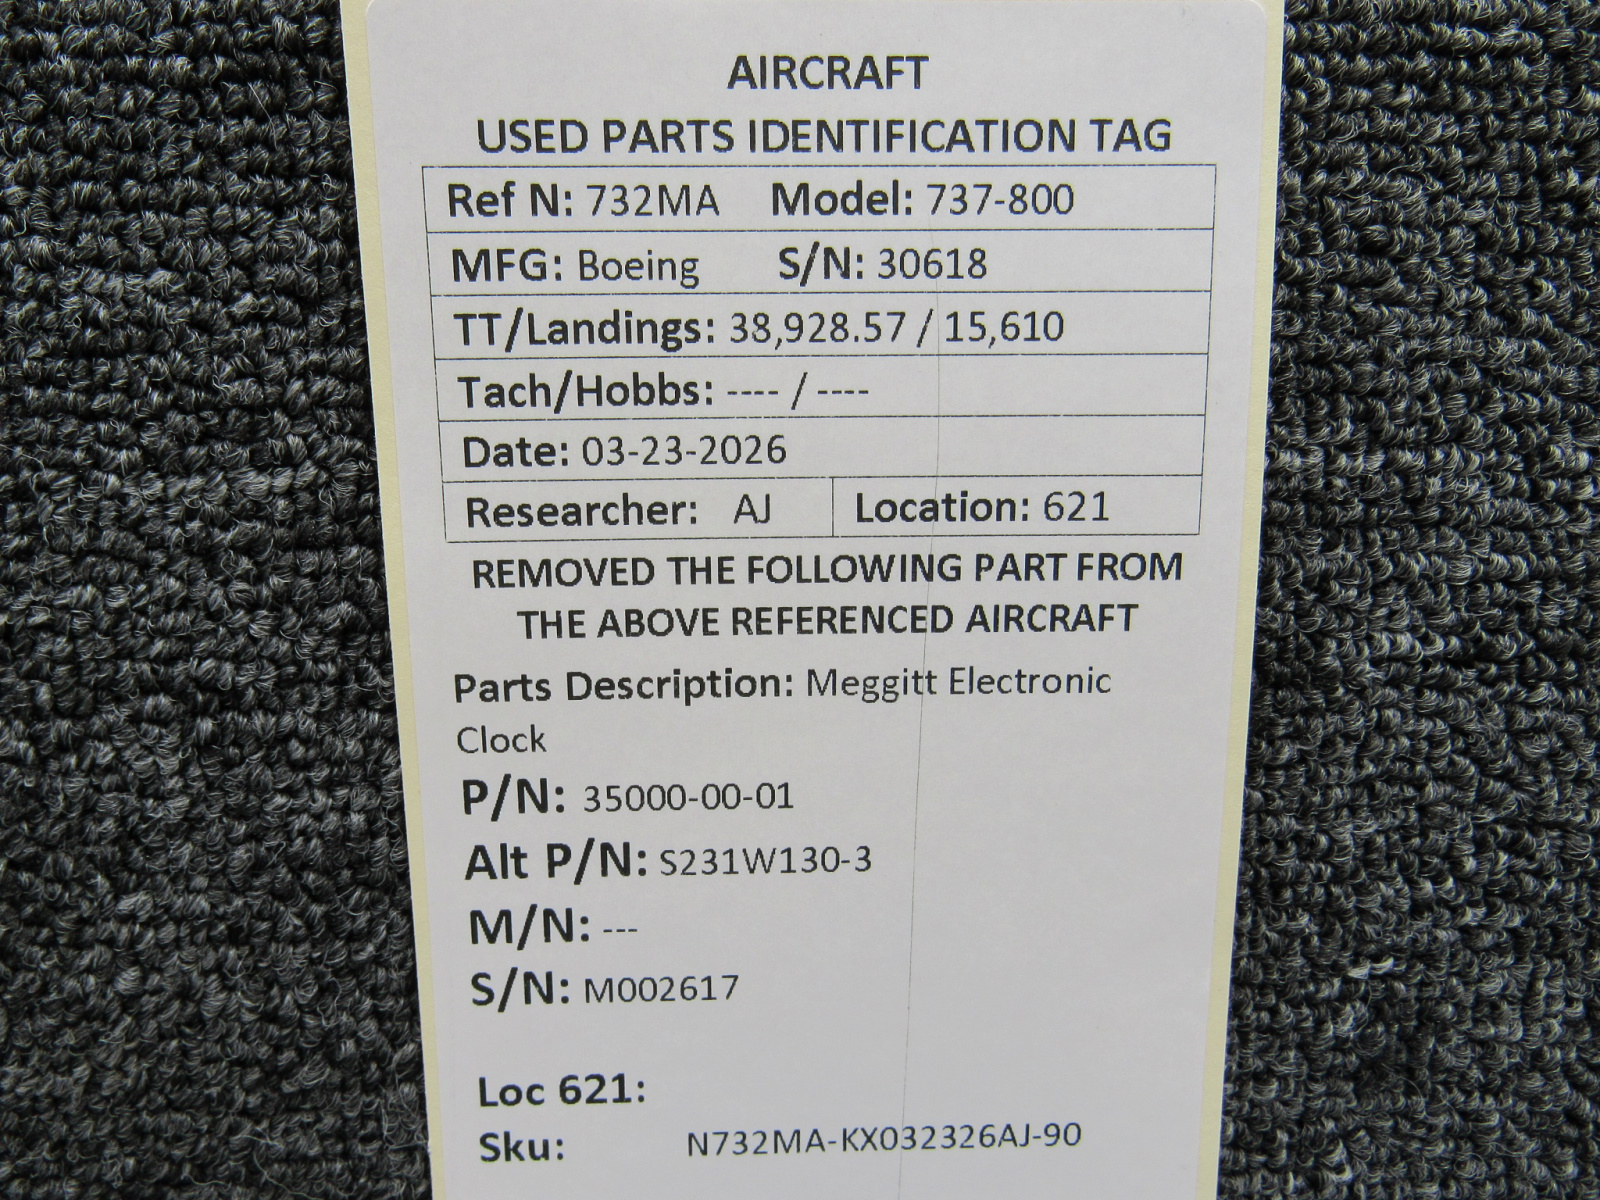 AIRCRAFT
USED PARTS IDENTIFICATION TAG
Ref N: 732MA Model: 737-800
MFG: Boeing S/N: 30618
TT/Landings: 38,928.57 / 15,610
Tach/Hobbs: ---- / ----
Date: 03-23-2026
Researcher: AJ Location: 621
REMOVED THE FOLLOWING PART FROM
THE ABOVE REFERENCED AIRCRAFT
Parts Description: Meggitt Electronic
Clock
P/N: 35000-00-01
Alt P/N: S231W130-3
M/N: ---
S/N: M002617
Loc 621:
Sku: N732MA-KX032326AJ-90